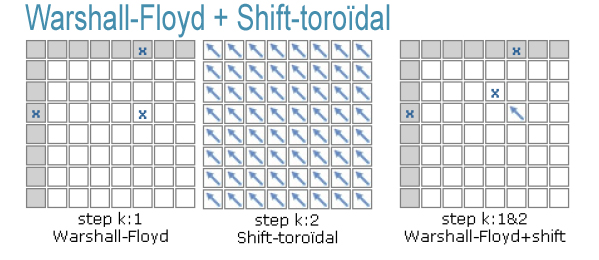 Warshall-Floyd + Shift-toroïdal
x x
x
x x x
step k:1 step k:2 step k:1&2
Warshall-Floyd Shift-toroïdal Warshall-Floyd+shift